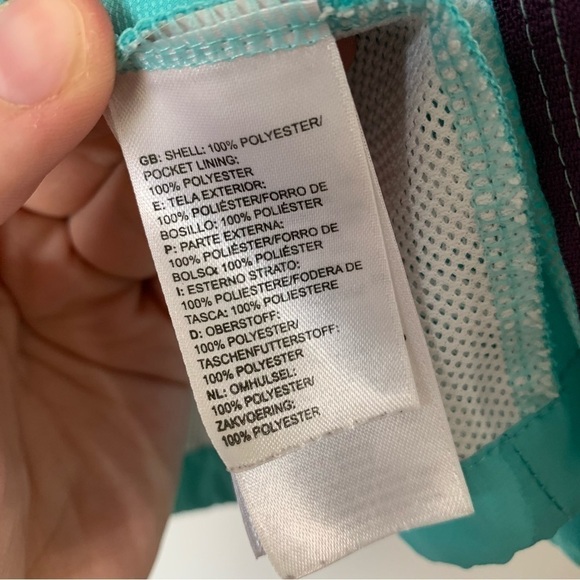 GB: SHELL: 100% POLYESTER/
POCKET LINING:
100% POLYESTER
E: TELA EXTERIOR:
100% POLIÉSTER/FORRO DE
BOSILLO: 100% POLIÉSTER
P: PARTE EXTERNA:
100% POLIÉSTER/FORRO DE
BOLSO: 100% POLIÉSTER
I: ESTERNO STRATO:
100% POLIESTERE/FODERA DE
TASCA: 100% POLIESTERE
D: OBERSTOFF:
100% POLYESTER/
TASCHENFUTTERSTOFF:
100% POLYESTER
NL: OMHULSEL:
100% POLYESTER/
ZAKVOERING:
100% POLYESTER